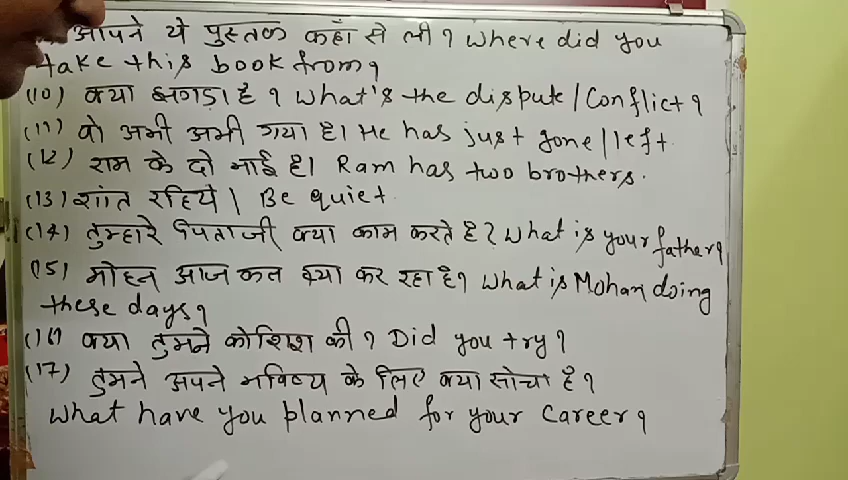 आपने ये पुस्तक कहाँ से ली? Where did you
take this book from?
(10) क्या झगड़ा है? What's the dispute/Conflict?
(11) वो अभी अभी गया है। He has just gone/left.
(12) राम के दो भाई है। Ram has two brothers.
(13) शांत रहिये। Be quiet.
(14) तुम्हारे पिताजी क्या काम करते है? What is your father?
(15) मोहन आज कल क्या कर रहा है? What is Mohan doing
these days?
(16) क्या तुमने कोशिश की? Did you try?
(17) तुमने अपने भविष्य के लिए क्या सोचा है?
What have you planned for your Career?